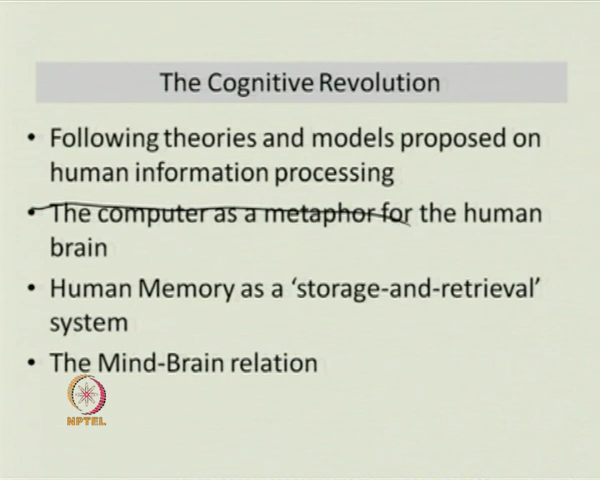 The Cognitive Revolution
• Following theories and models proposed on
human information processing
• The computer as a metaphor for the human
brain
• Human Memory as a ‘storage-and-retrieval’
system
• The Mind-Brain relation
NPTEL